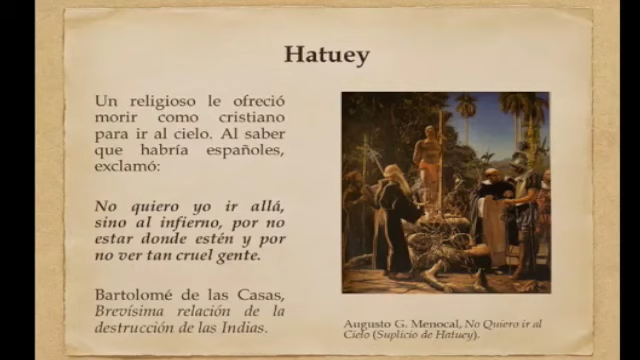 Hatuey
Un religioso le ofreció
morir como cristiano
para ir al cielo. Al saber
que habría españoles,
exclamó:
No quiero yo ir allá,
sino al infierno, por no
estar donde estén y por
no ver tan cruel gente.
Bartolomé de las Casas,
Brevísima relación de la
destrucción de las Indias.
Augusto G. Menocal, No Quiero ir al
Cielo (Suplicio de Hatuey).